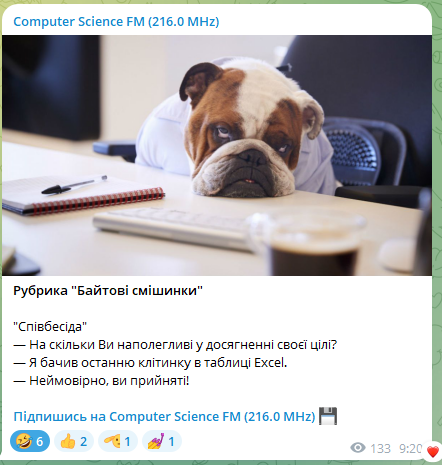 Computer Science FM (216.0 MHz)
Рубрика "Байтові смішинки"
"Співбесіда"
— На скільки Ви наполегливі у досягненні своєї цілі?
— Я бачив останню клітинку в таблиці Excel.
— Неймовірно, ви прийняті!
Підпишись на Computer Science FM (216.0 MHz)
6 2 1 1
133 9:20